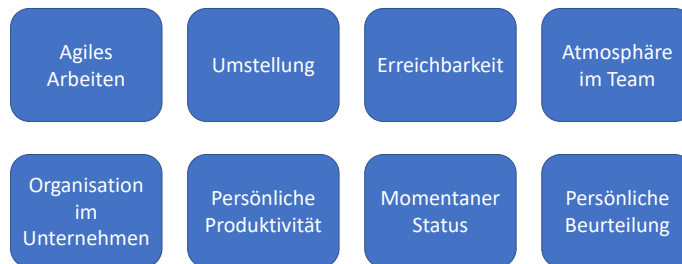 Agiles
Arbeiten
Umstellung
Erreichbarkeit
Atmosphäre
im Team
Organisation
im
Unternehmen
Persönliche
Produktivität
Momentaner
Status
Persönliche
Beurteilung